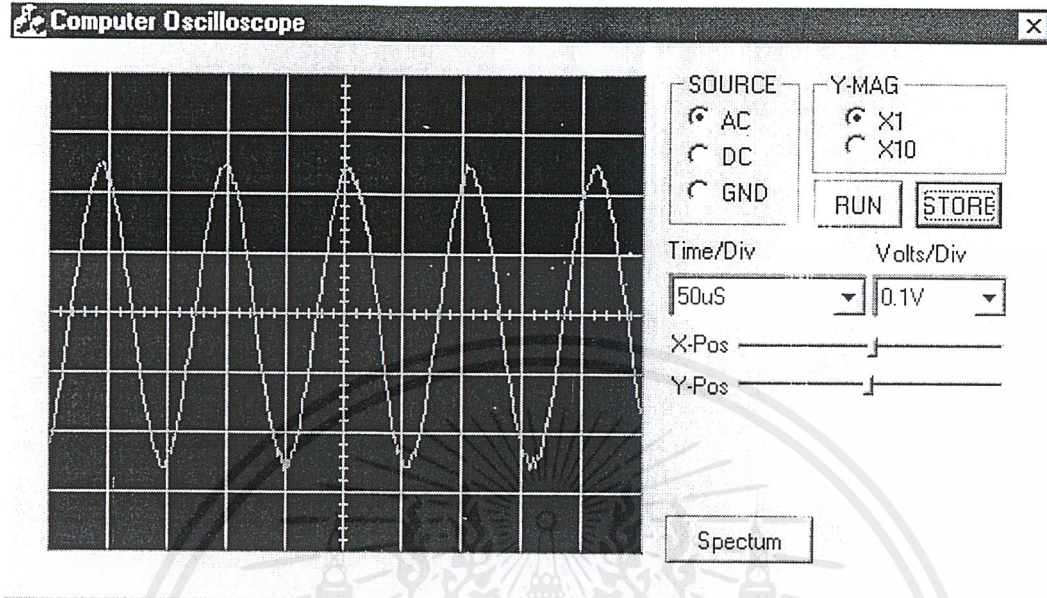 Computer Oscilloscope
SOURCE
AC
DC
GND
Y-MAG
X1
X10
RUN
STORE
Time/Div
Volts/Div
50uS
0.1V
X-Pos
Y-Pos
Spectum